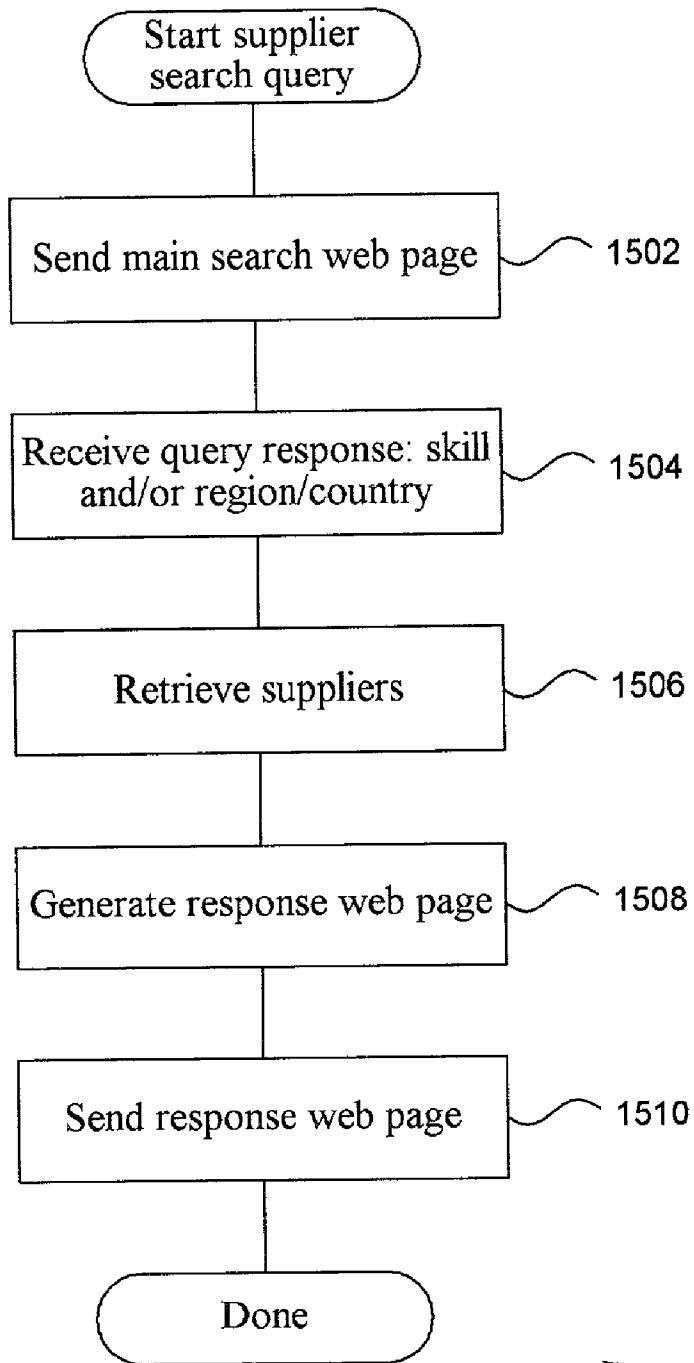 Start supplier
search query
Send main search web page
1502
Receive query response: skill
and/or region/country
1504
Retrieve suppliers
1506
Generate response web page
1508
Send response web page
1510
Done